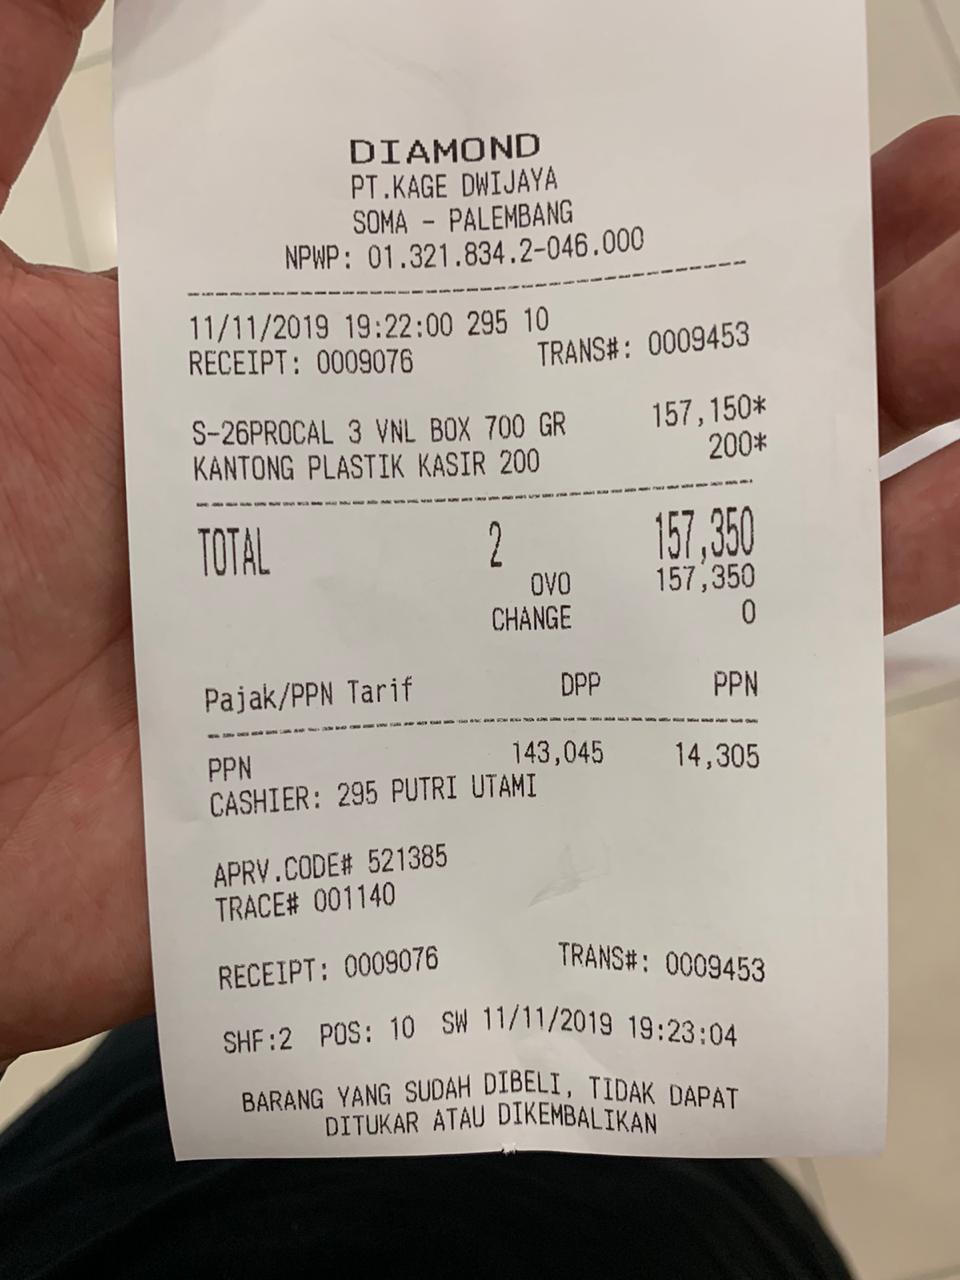 DIAMOND
PT.KAGE DWIJAYA
SOMA - PALEMBANG
NPWP: 01.321.834.2-046.000
11/11/2019 19:22:00 295 10
RECEIPT: 0009076 TRANS#: 0009453
S-26PROCAL 3 VNL BOX 700 GR 157,150*
KANTONG PLASTIK KASIR 200 200*
TOTAL 2 157,350
OVO 157,350
CHANGE 0
Pajak/PPN Tarif DPP PPN
PPN 143,045 14,305
CASHIER: 295 PUTRI UTAMI
APRV.CODE# 521385
TRACE# 001140
RECEIPT: 0009076 TRANS#: 0009453
SHF:2 POS: 10 SW 11/11/2019 19:23:04
BARANG YANG SUDAH DIBELI, TIDAK DAPAT
DITUKAR ATAU DIKEMBALIKAN